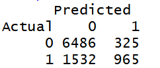 Predicted
Actual 0 1
0 6486 325
1 1532 965